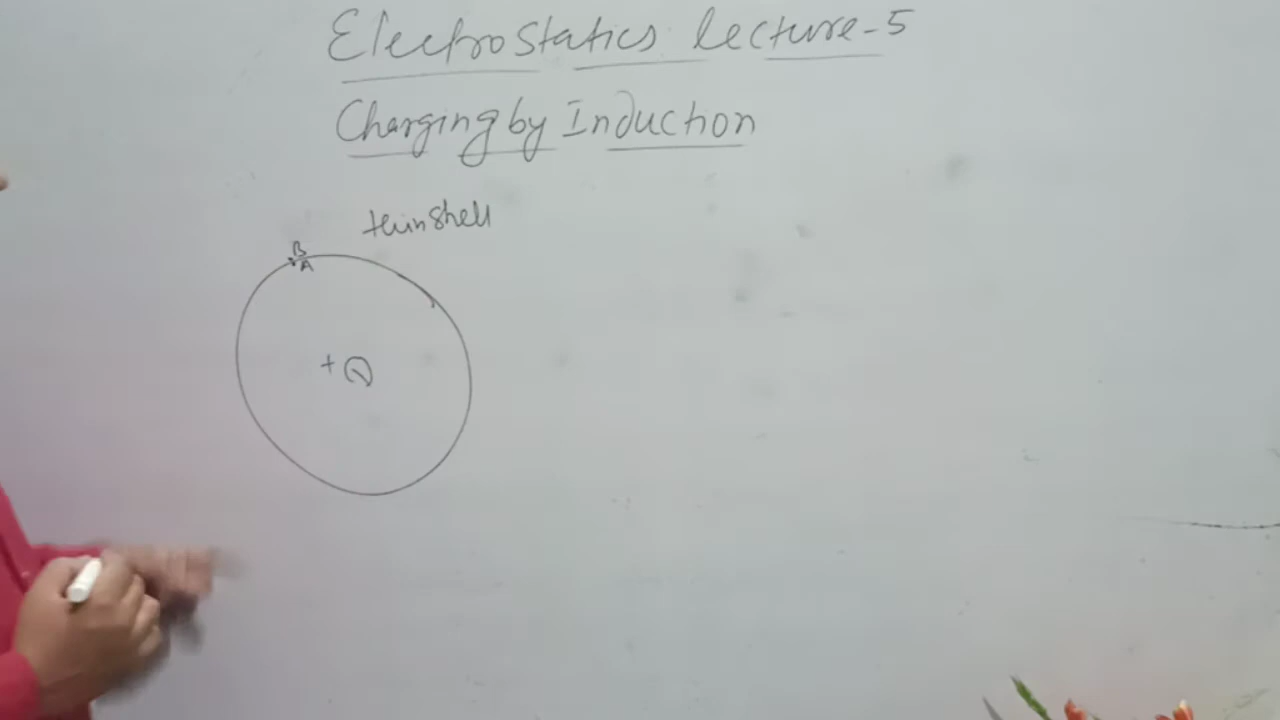 Electrostatics lecture-5
Charging by Induction
thin shell
B
A
+ Q